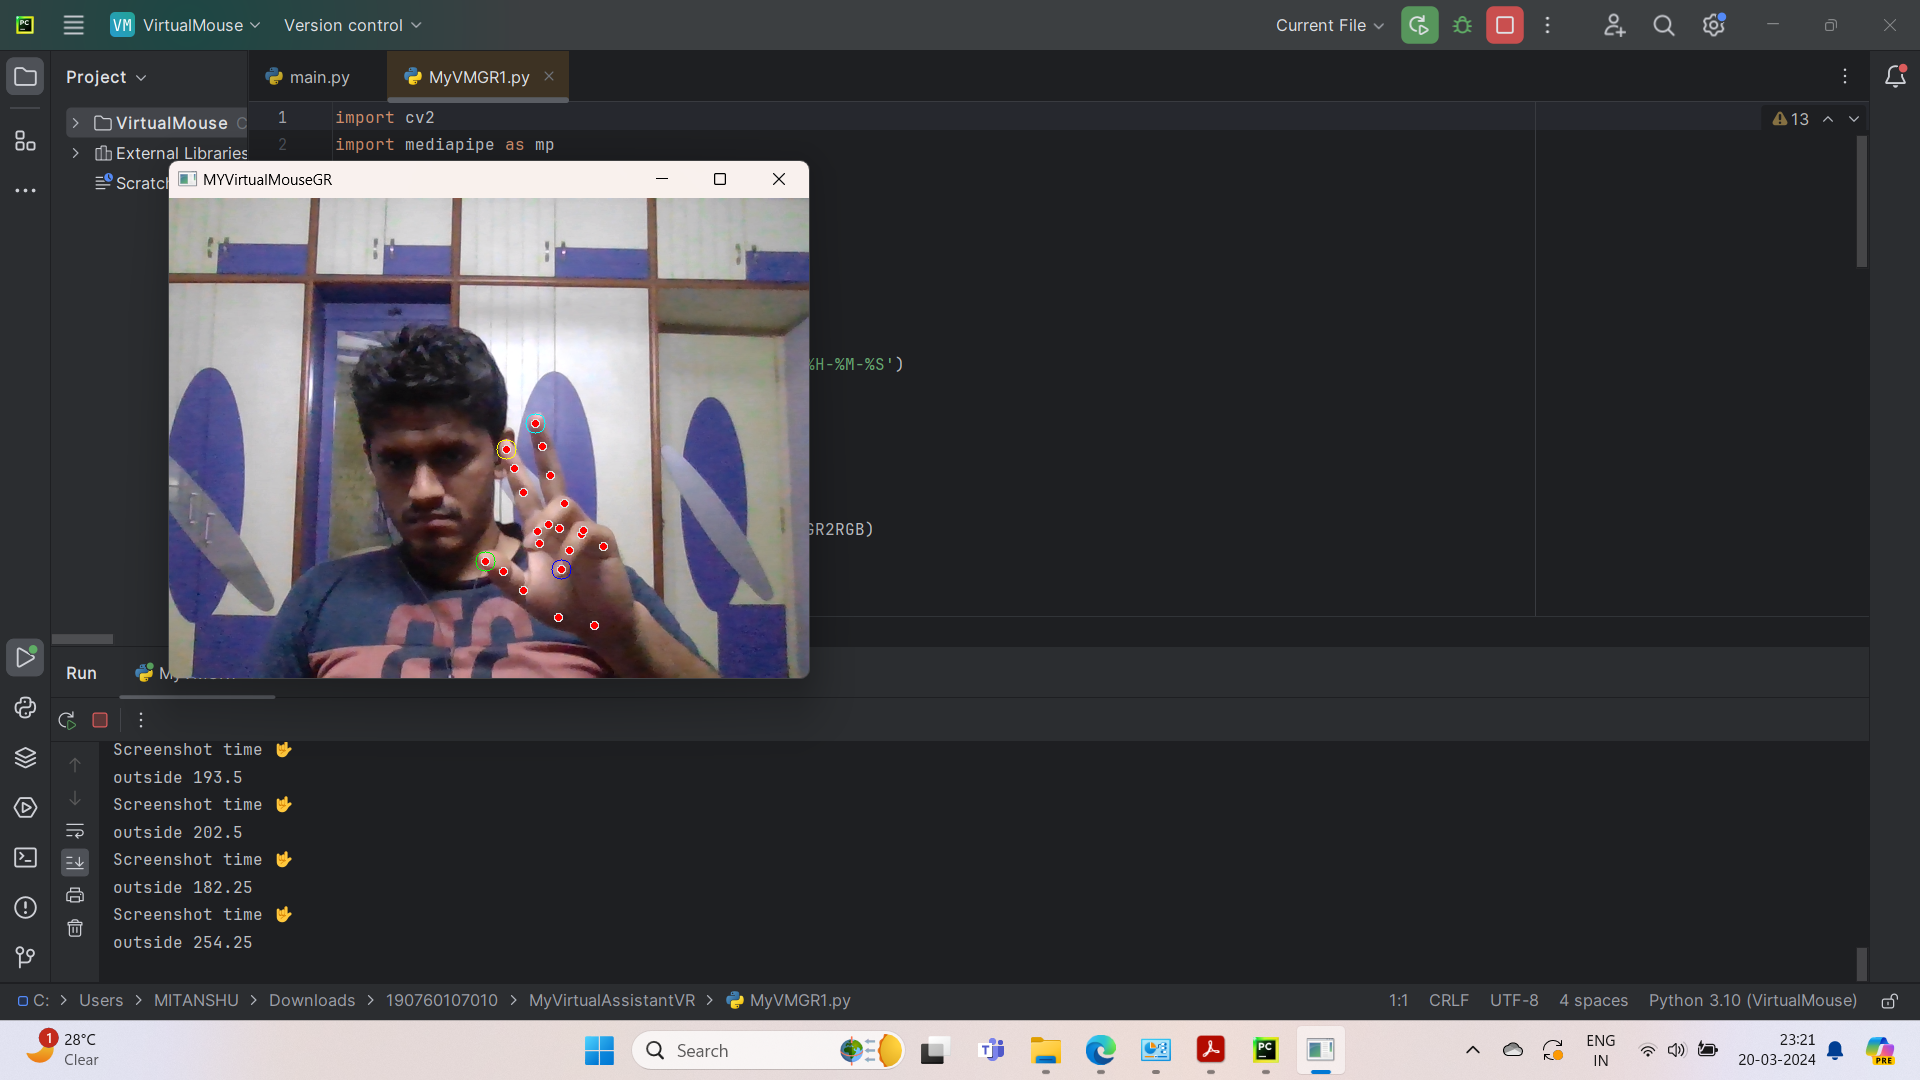 PC VM VirtualMouse Version control Current File
Project main.py MyVMGR1.py
VirtualMouse
External Libraries
1 import cv2
13
2 import mediapipe as mp
MYVirtualMouseGR
%H-%M-%S')
GR2RGB)
Run
Screenshot time 🤟
outside 193.5
Screenshot time 🤟
outside 202.5
Screenshot time 🤟
outside 182.25
Screenshot time 🤟
outside 254.25
C: > Users > MITANSHU > Downloads > 190760107010 > MyVirtualAssistantVR > MyVMGR1.py 1:1 CRLF UTF-8 4 spaces Python 3.10 (VirtualMouse)
1
28°C
Clear
Search
PC
ENG
IN
23:21
20-03-2024
PRE